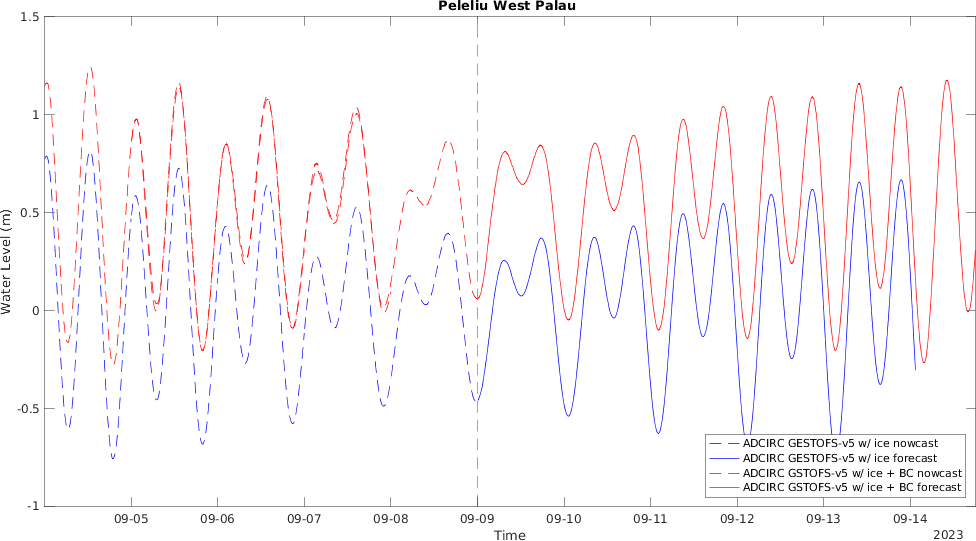 Peleliu West Palau
1.5
1
0.5
0
-0.5
-1
Water Level (m)
ADCIRC GESTOFS-v5 w/ ice nowcast
ADCIRC GESTOFS-v5 w/ ice forecast
ADCIRC GSTOFS-v5 w/ ice + BC nowcast
ADCIRC GSTOFS-v5 w/ ice + BC forecast
09-05 09-06 09-07 09-08 09-09 09-10 09-11 09-12 09-13 09-14
Time
2023